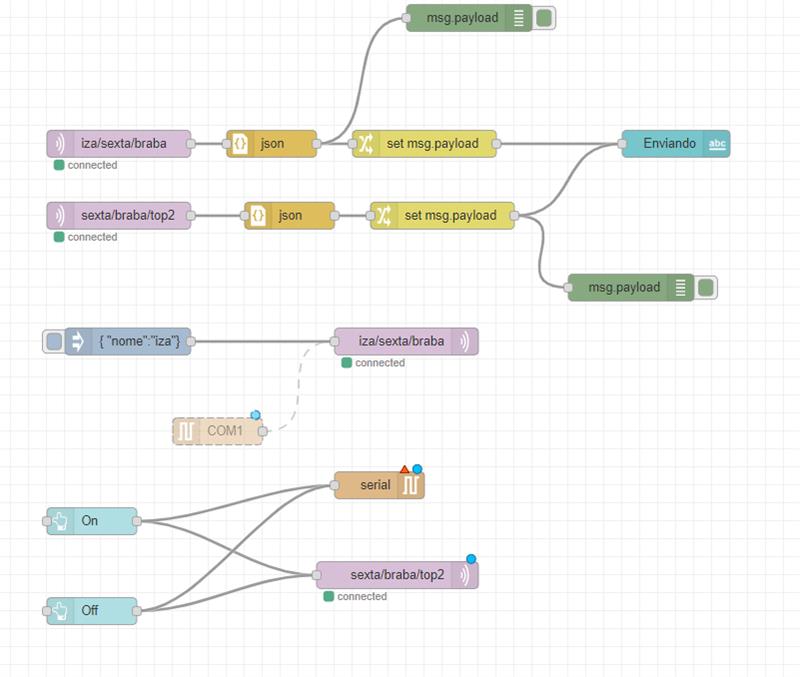 msg.payload
iza/sexta/braba
json
set msg.payload
Enviando
abc
connected
sexta/braba/top2
json
set msg.payload
connected
msg.payload
{ "nome":"iza"}
iza/sexta/braba
connected
COM1
serial
On
sexta/braba/top2
connected
Off